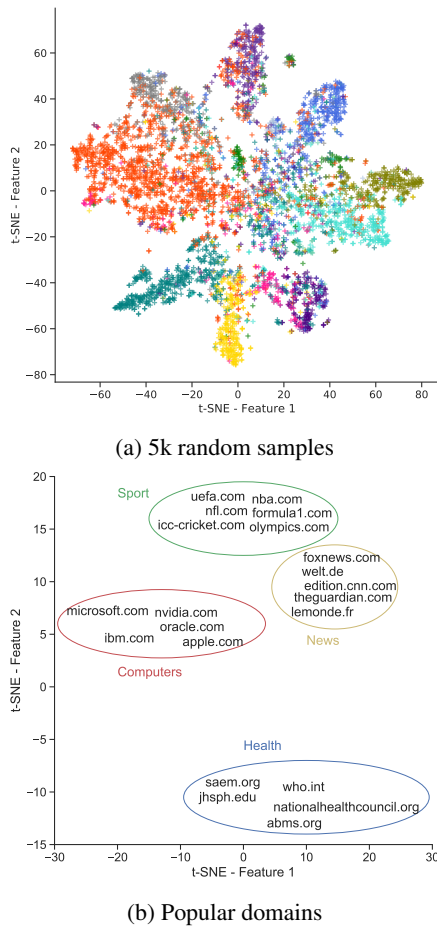 60
40
20
0
−20
−40
−60
−80
t-SNE - Feature 2
−60 −40 −20 0 20 40 60 80
t-SNE - Feature 1
(a) 5k random samples
20
15
10
5
0
−5
−10
−15
t-SNE - Feature 2
Sport
uefa.com nba.com
nfl.com formula1.com
icc-cricket.com olympics.com
foxnews.com
welt.de
edition.cnn.com
theguardian.com
lemonde.fr
News
microsoft.com nvidia.com
oracle.com
ibm.com apple.com
Computers
Health
saem.org who.int
jhsph.edu
nationalhealthcouncil.org
abms.org
−30 −20 −10 0 10 20 30
t-SNE - Feature 1
(b) Popular domains